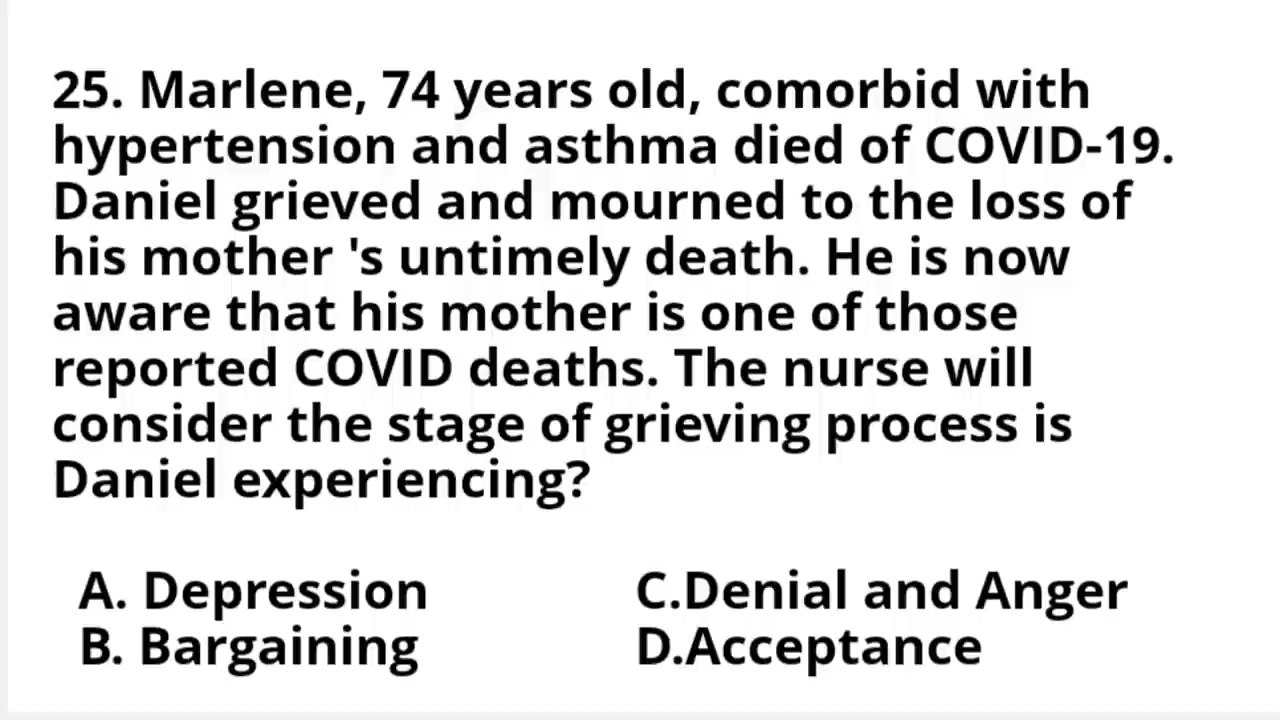 25. Marlene, 74 years old, comorbid with
hypertension and asthma died of COVID-19.
Daniel grieved and mourned to the loss of
his mother 's untimely death. He is now
aware that his mother is one of those
reported COVID deaths. The nurse will
consider the stage of grieving process is
Daniel experiencing?
A. Depression
B. Bargaining
C.Denial and Anger
D.Acceptance